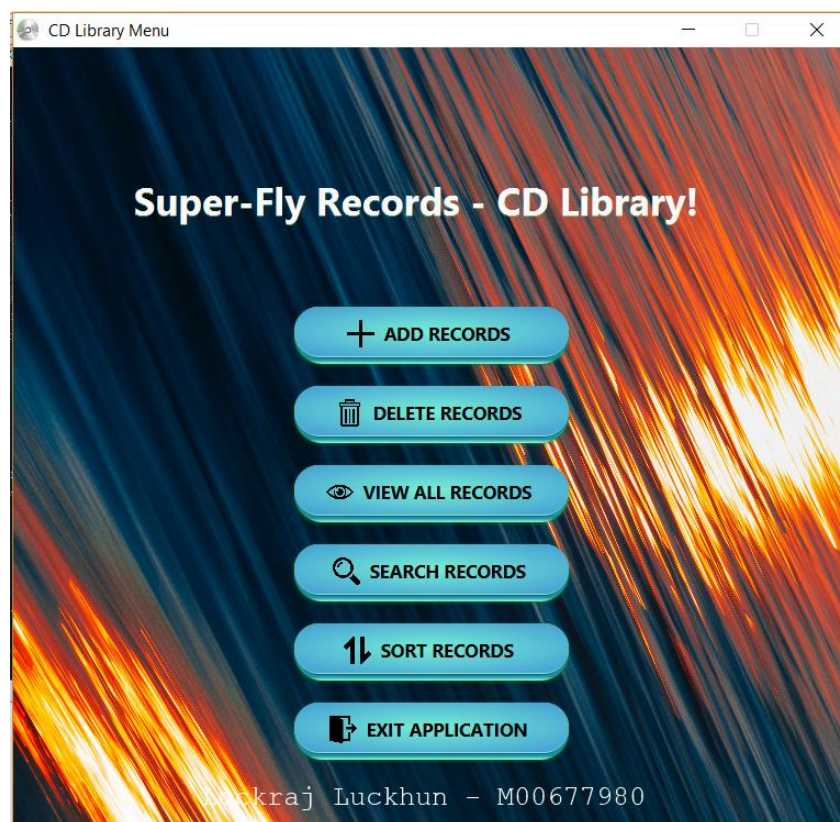 CD Library Menu
Super-Fly Records - CD Library!
ADD RECORDS
DELETE RECORDS
VIEW ALL RECORDS
SEARCH RECORDS
SORT RECORDS
EXIT APPLICATION
Luckhun - M00677980